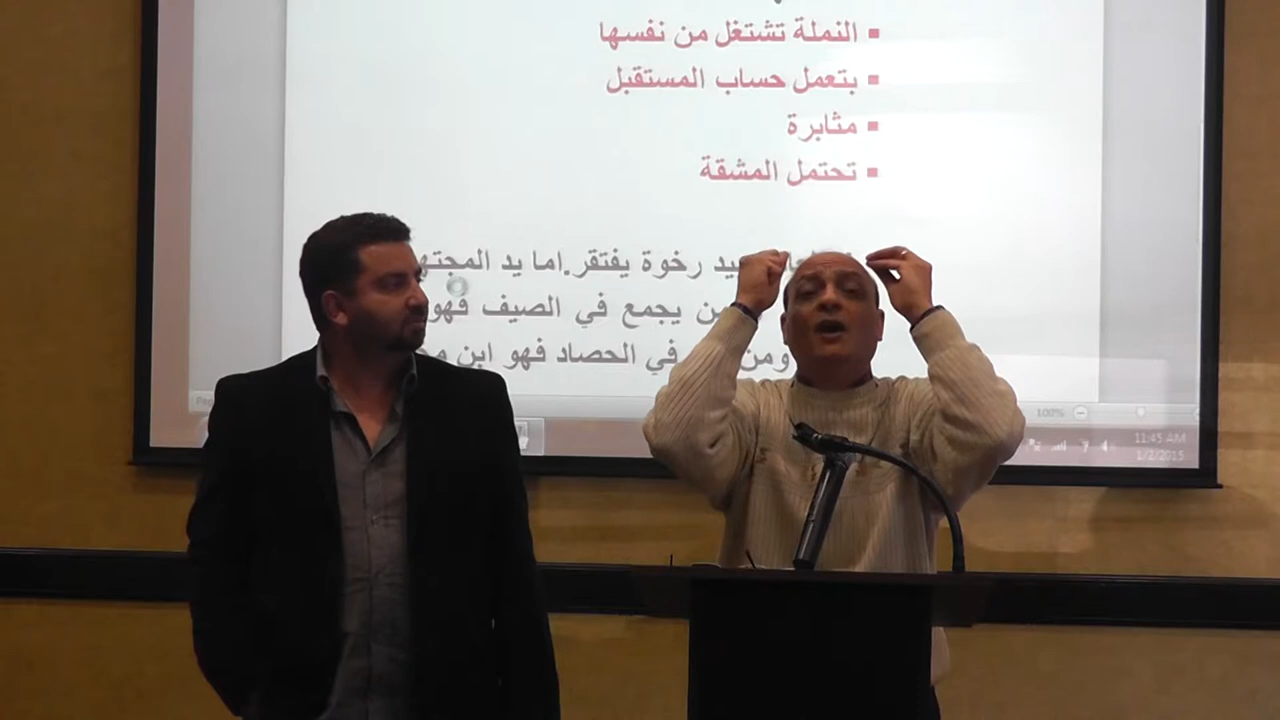 النملة تشتغل من نفسها
بتعمل حساب المستقبل
مثابرة
تحتمل المشقة
بيد رخوة يفتقر.اما يد
يجمع في الصيف فهو
ومن في الحصاد فهو ابن
100%
11:45 AM
1/2/2015